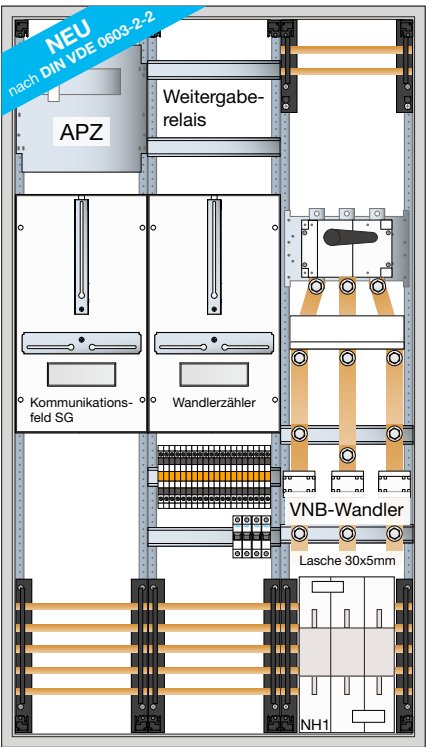 NEU
nach DIN VDE 0603-2-2
APZ
Weitergabe-
relais
Kommunikations-
feld SG
Wandlerzähler
VNB-Wandler
Lasche 30x5mm
NH1